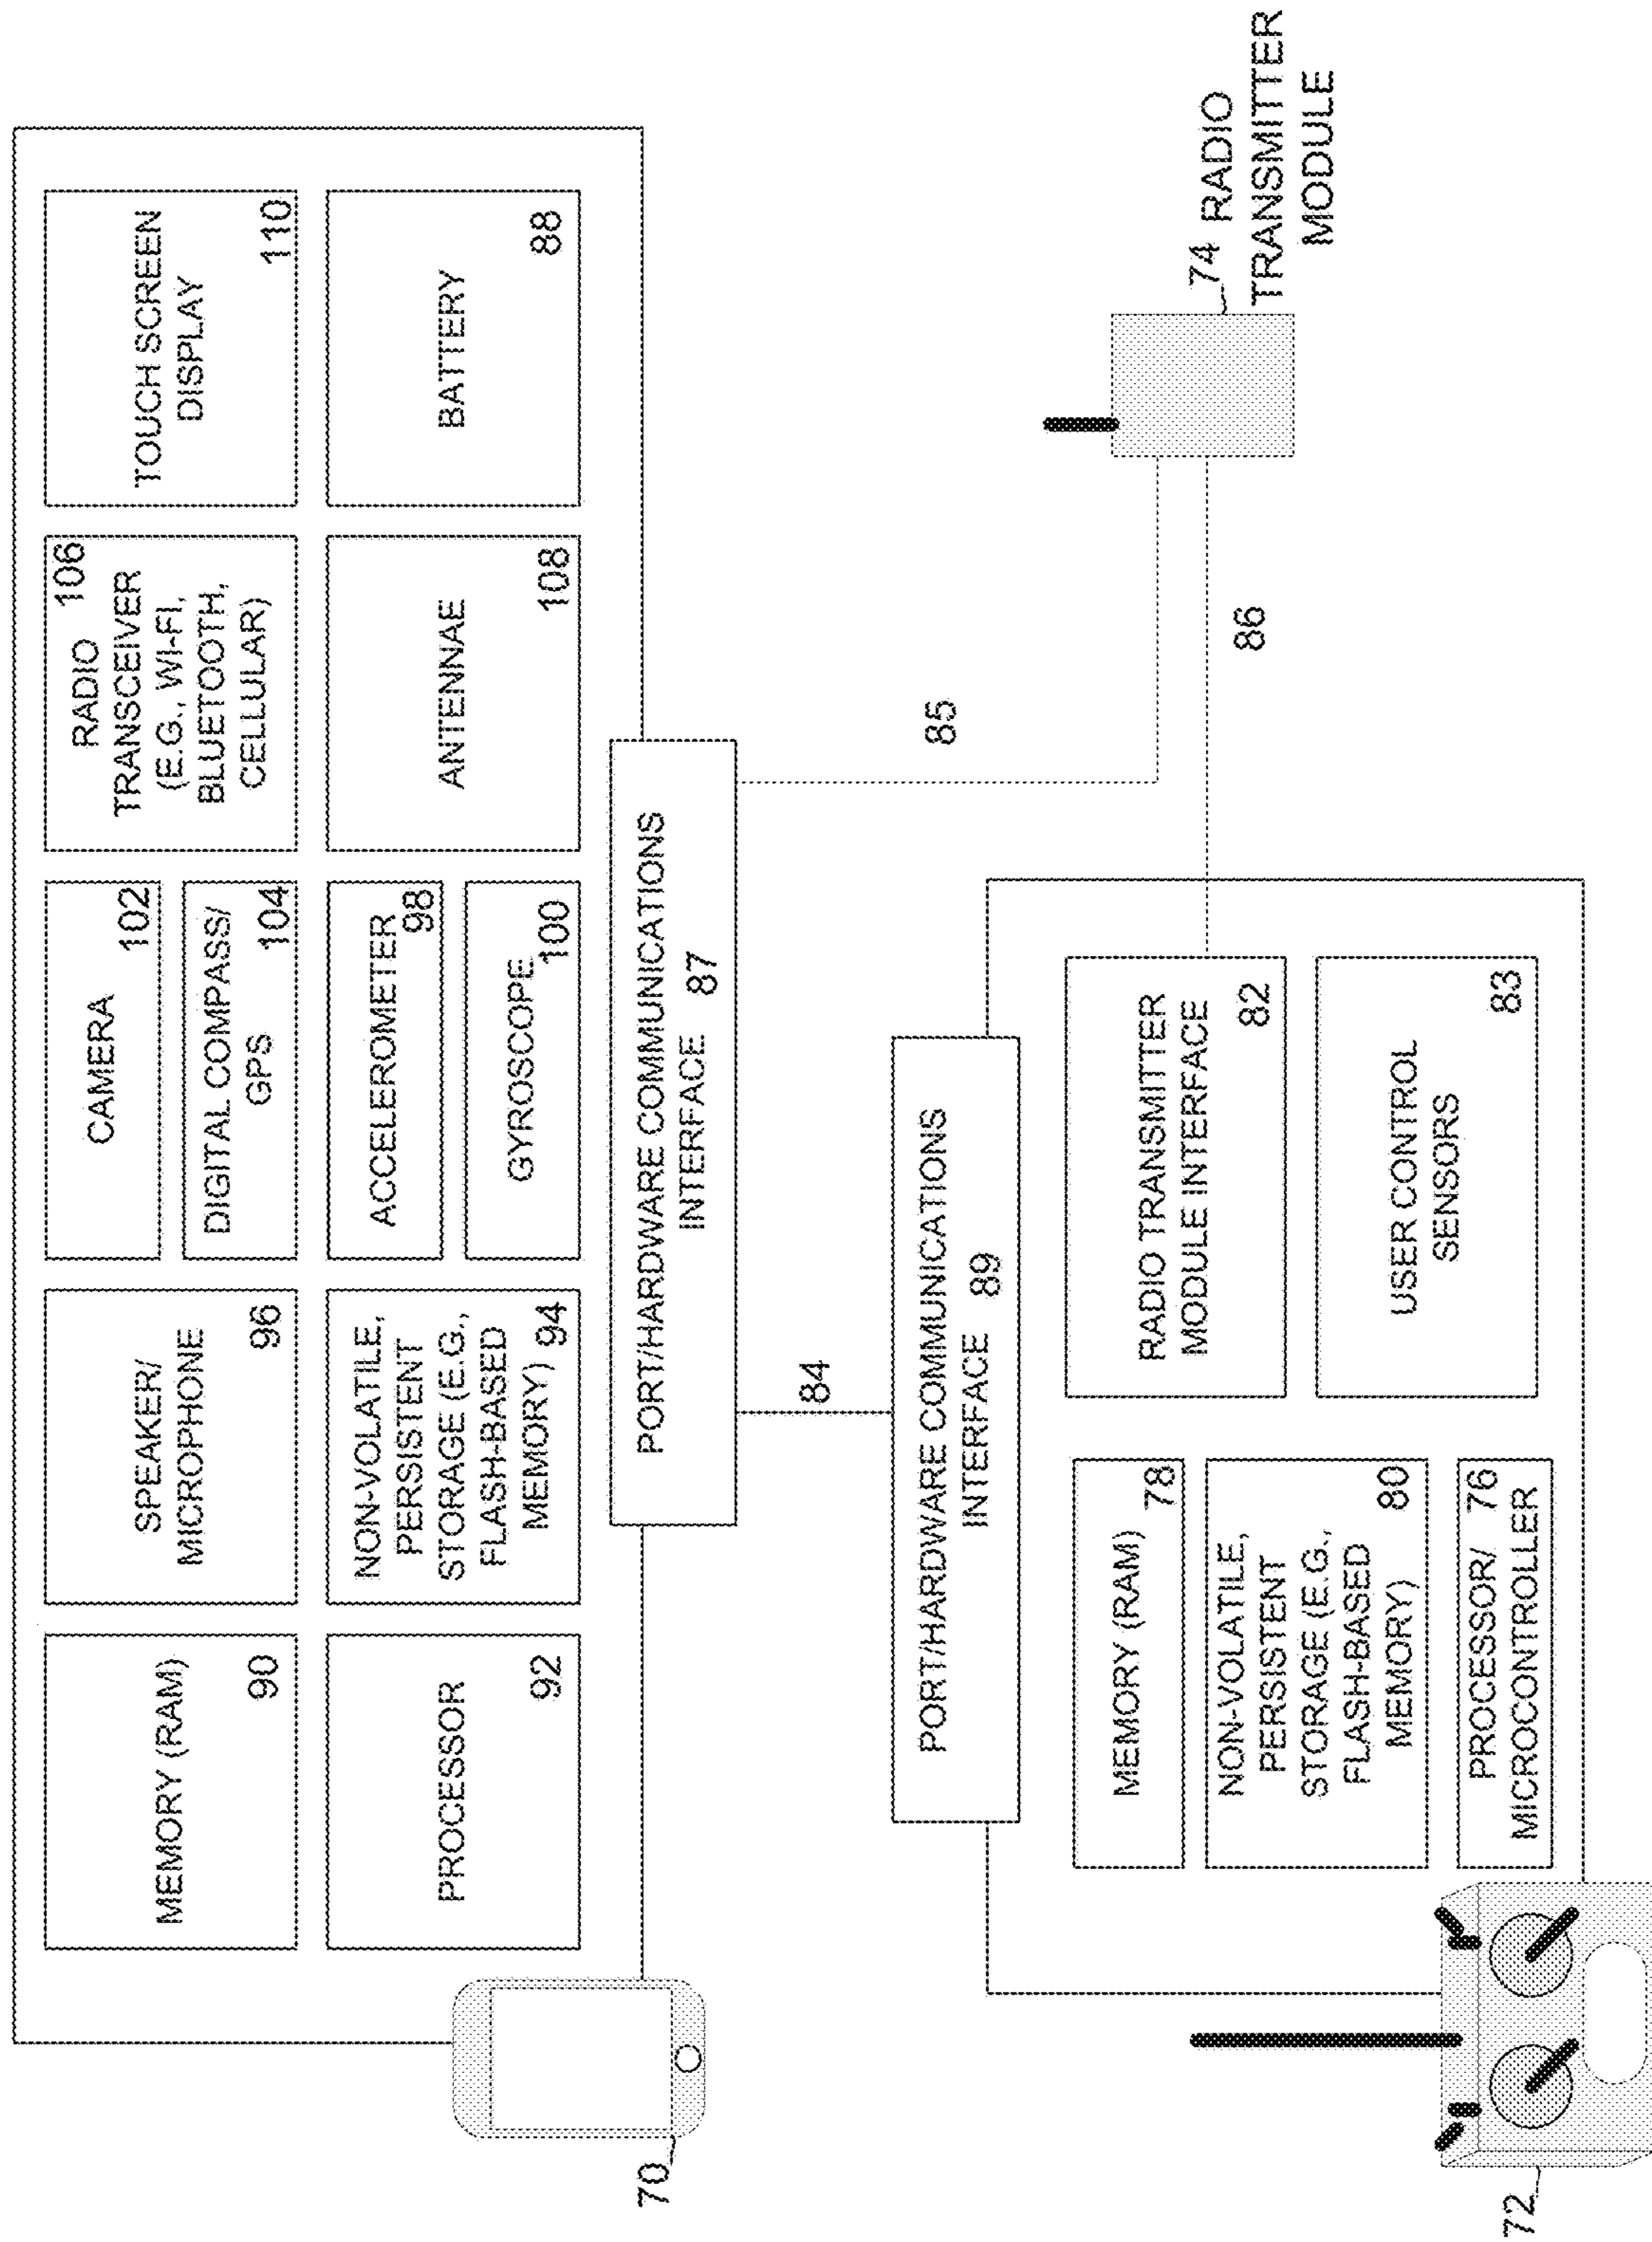 MEMORY (RAM)
90
SPEAKER/
MICROPHONE
96
CAMERA
102
DIGITAL COMPASS/
GPS 104
RADIO 106
TRANSCEIVER
(E.G., WI-FI,
BLUETOOTH,
CELLULAR)
TOUCH SCREEN
DISPLAY
110
PROCESSOR
92
NON-VOLATILE,
PERSISTENT
STORAGE (E.G.,
FLASH-BASED
MEMORY) 94
ACCELEROMETER
98
GYROSCOPE
100
ANTENNAE
108
BATTERY
88
70
PORT/HARDWARE COMMUNICATIONS
INTERFACE 87
84
85
PORT/HARDWARE COMMUNICATIONS
INTERFACE 89
86
74 RADIO
TRANSMITTER
MODULE
MEMORY (RAM)
78
NON-VOLATILE,
PERSISTENT
STORAGE (E.G.,
FLASH-BASED
MEMORY) 80
PROCESSOR/ 76
MICROCONTROLLER
RADIO TRANSMITTER
MODULE INTERFACE
82
USER CONTROL
SENSORS
83
72